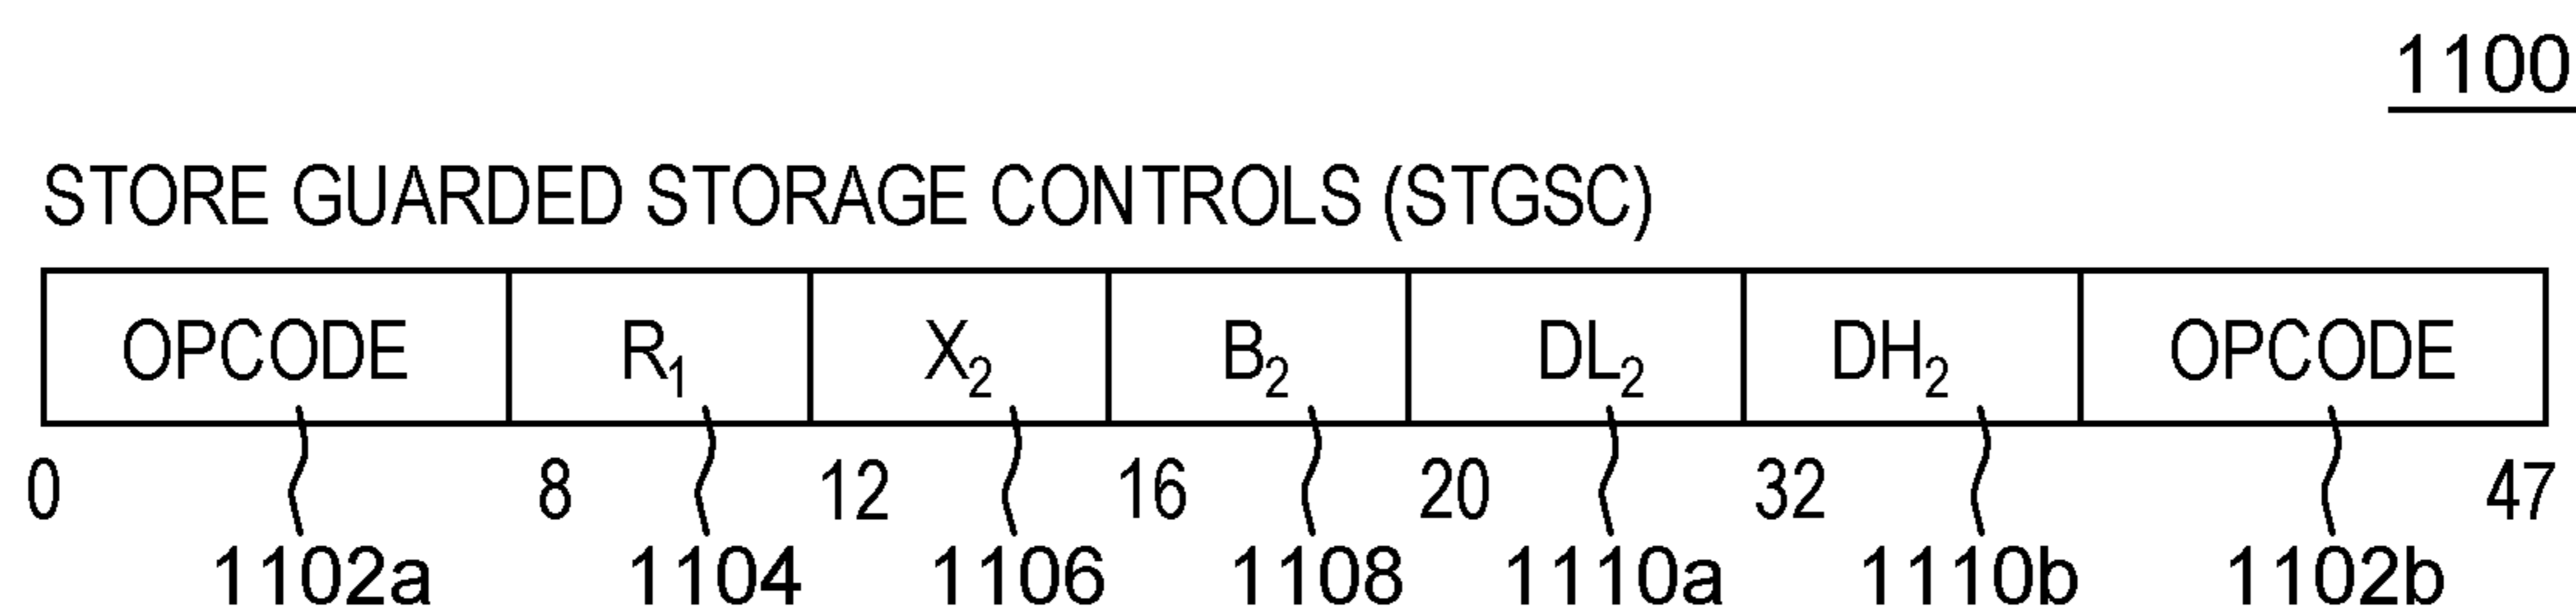 1100
STORE GUARDED STORAGE CONTROLS (STGSC)
OPCODE R1 X2 B2 DL2 DH2 OPCODE
0 8 12 16 20 32 47
1102a 1104 1106 1108 1110a 1110b 1102b